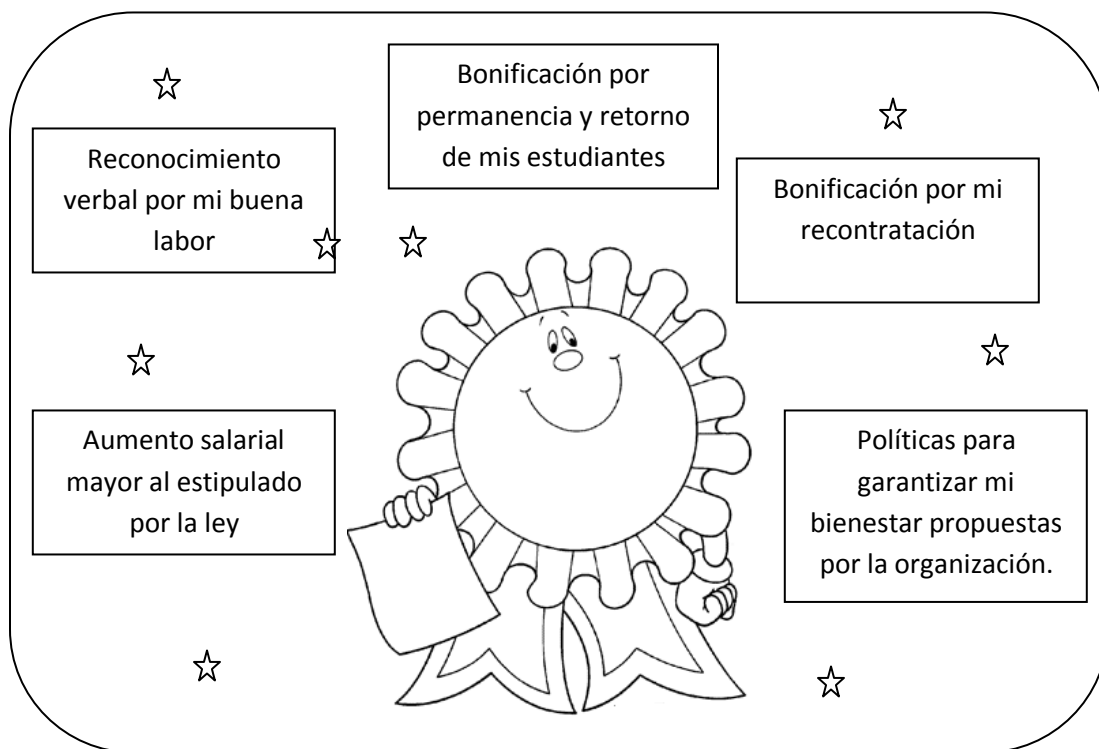 Bonificación por
permanencia y retorno
de mis estudiantes
Reconocimiento
verbal por mi buena
labor
Bonificación por mi
recontratación
Aumento salarial
mayor al estipulado
por la ley
Políticas para
garantizar mi
bienestar propuestas
por la organización.